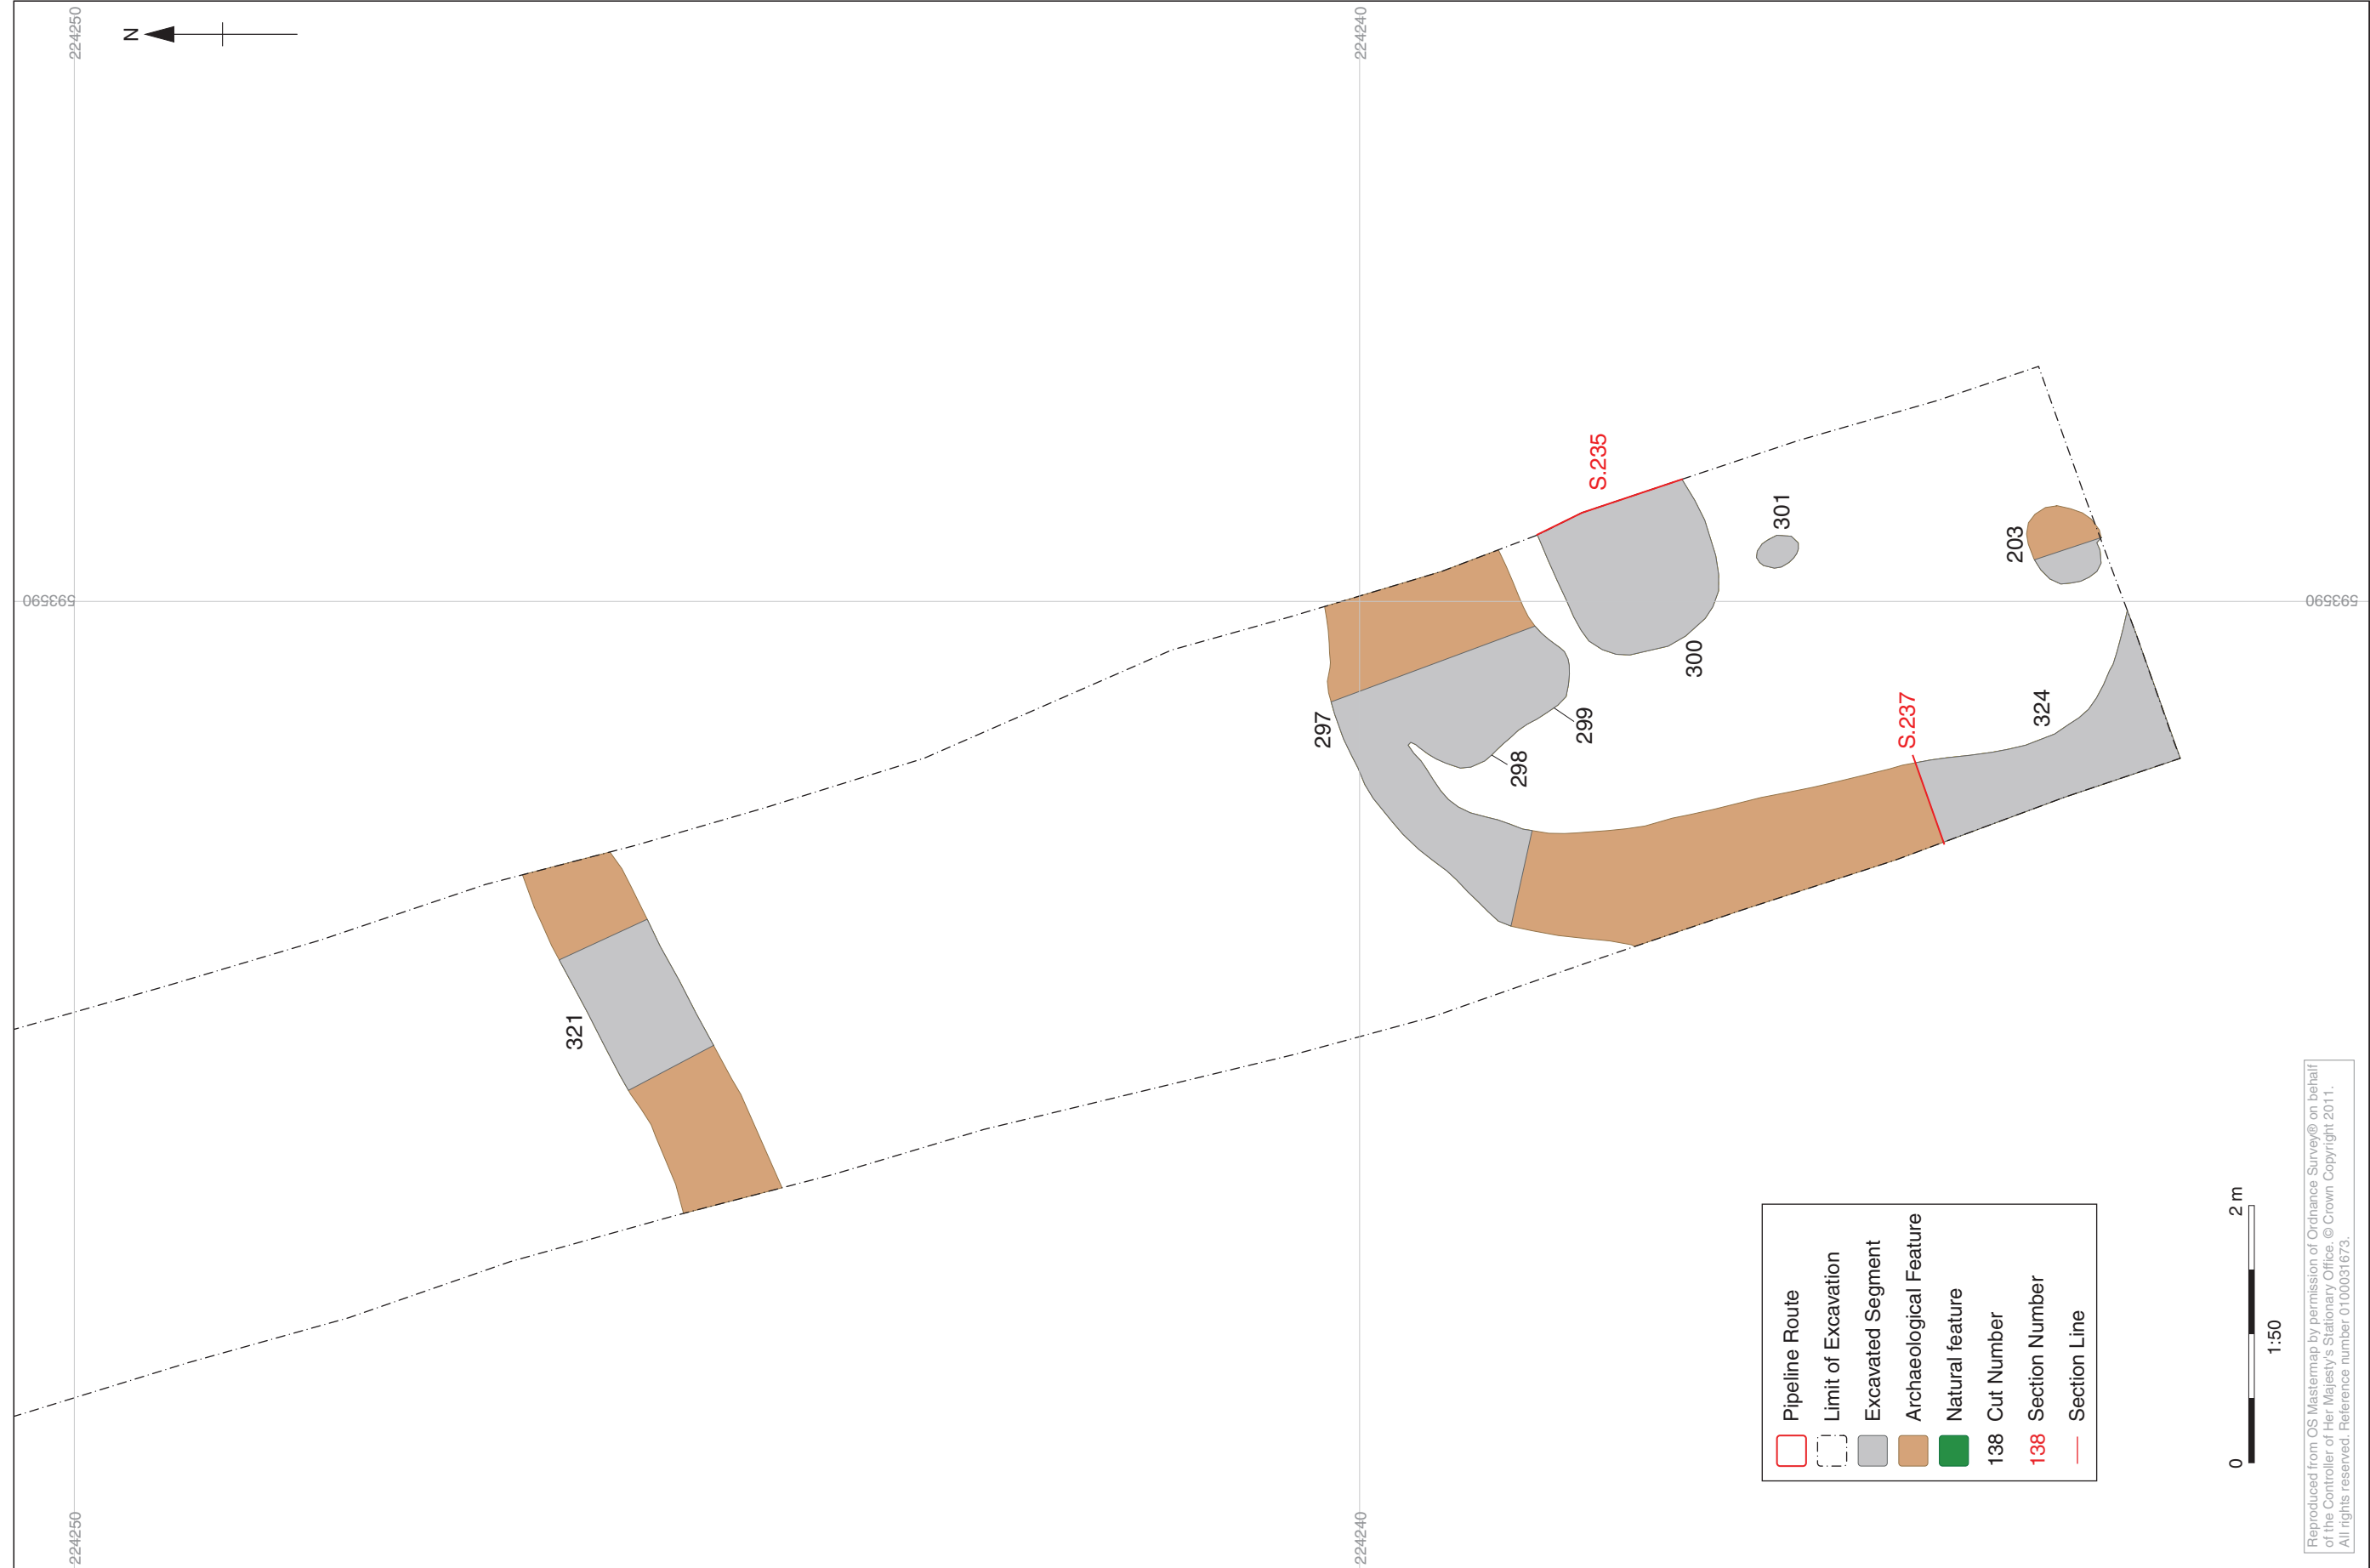 224250
224240
N
593590
593590
S.235
301
203
300
297
299
298
S.237
324
321
224250
224240
Pipeline Route
Limit of Excavation
Excavated Segment
Archaeological Feature
Natural feature
138 Cut Number
138 Section Number
Section Line
0 2 m
1:50
Reproduced from OS Mastermap by permission of Ordnance Survey® on behalf
of the Controller of Her Majesty's Stationary Office. © Crown Copyright 2011.
All rights reserved. Reference number 0100031673.